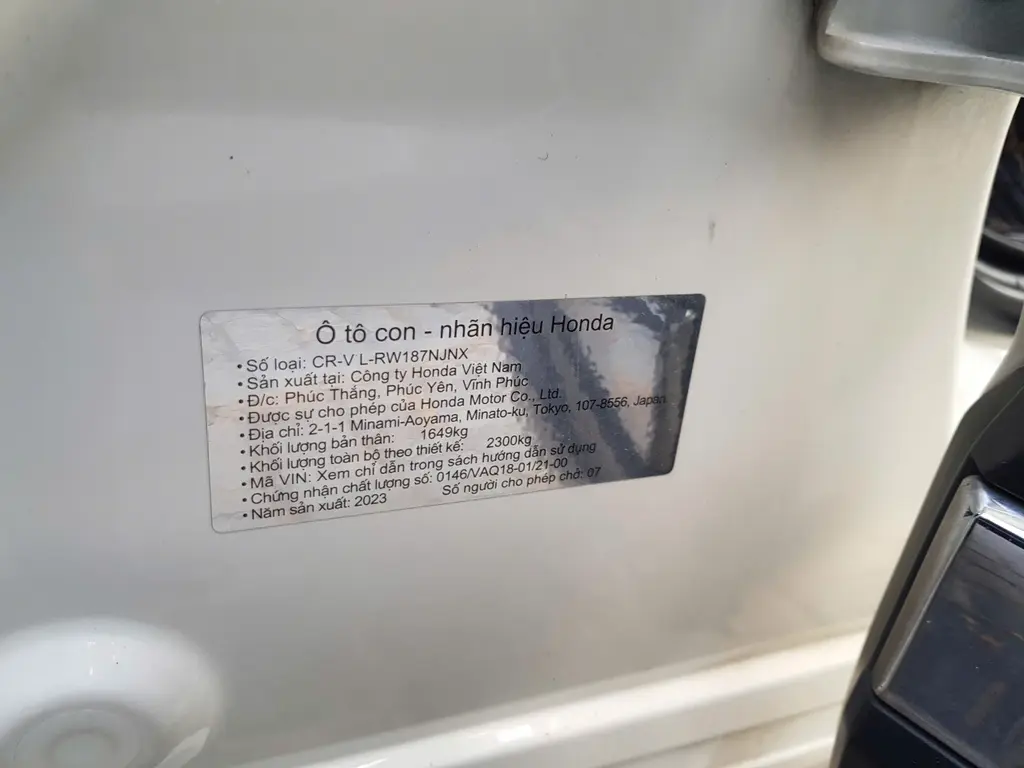 Ô tô con - nhãn hiệu Honda
• Số loại: CR-V L-RW187NJNX
• Sản xuất tại: Công ty Honda Việt Nam
• Đ/c: Phúc Thắng, Phúc Yên, Vĩnh Phúc
• Được sự cho phép của Honda Motor Co., Ltd.
• Địa chỉ: 2-1-1 Minami-Aoyama, Minato-ku, Tokyo, 107-8556, Japan
• Khối lượng bản thân: 1649kg
• Khối lượng toàn bộ theo thiết kế: 2300kg
• Mã VIN: Xem chỉ dẫn trong sách hướng dẫn sử dụng
• Chứng nhận chất lượng số: 0146/VAQ18-01/21-00
• Năm sản xuất: 2023 Số người cho phép chở: 07